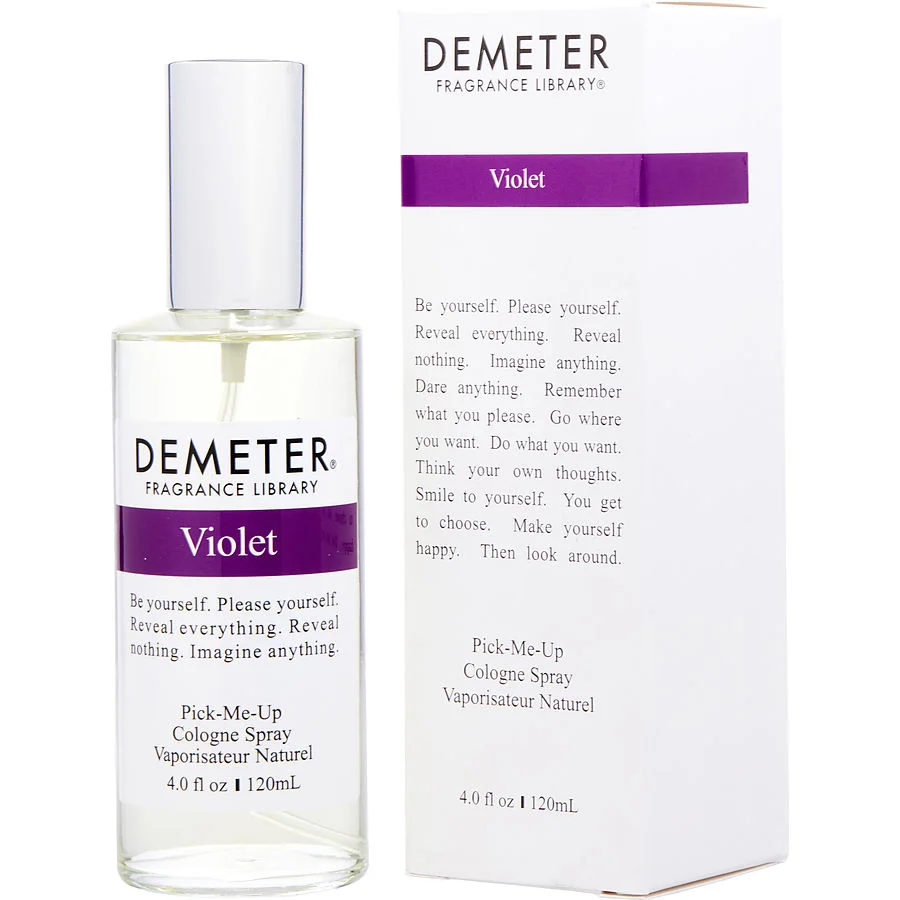 DEMETER®
FRAGRANCE LIBRARY
Violet
Be yourself. Please yourself.
Reveal everything. Reveal
nothing. Imagine anything.
Pick-Me-Up
Cologne Spray
Vaporisateur Naturel
4.0 fl oz ❙ 120mL
DEMETER
FRAGRANCE LIBRARY®
Violet
Be yourself. Please yourself.
Reveal everything. Reveal
nothing. Imagine anything.
Dare anything. Remember
what you please. Go where
you want. Do what you want.
Think your own thoughts.
Smile to yourself. You get
to choose. Make yourself
happy. Then look around.
Pick-Me-Up
Cologne Spray
Vaporisateur Naturel
4.0 fl oz ❙ 120mL